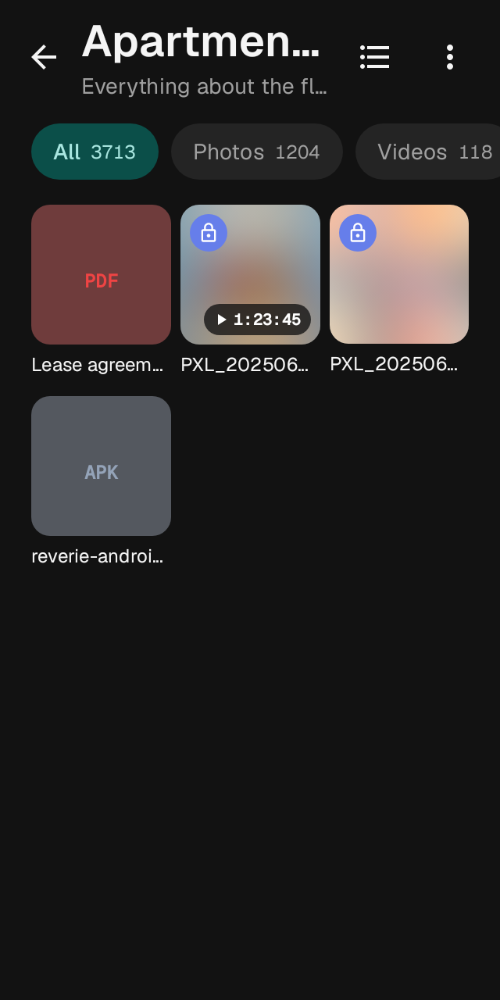 Apartmen...
Everything about the fl...
All 3713
Photos 1204
Videos 118
PDF
1:23:45
Lease agreem...
PXL_202506...
PXL_202506...
APK
reverie-androi...